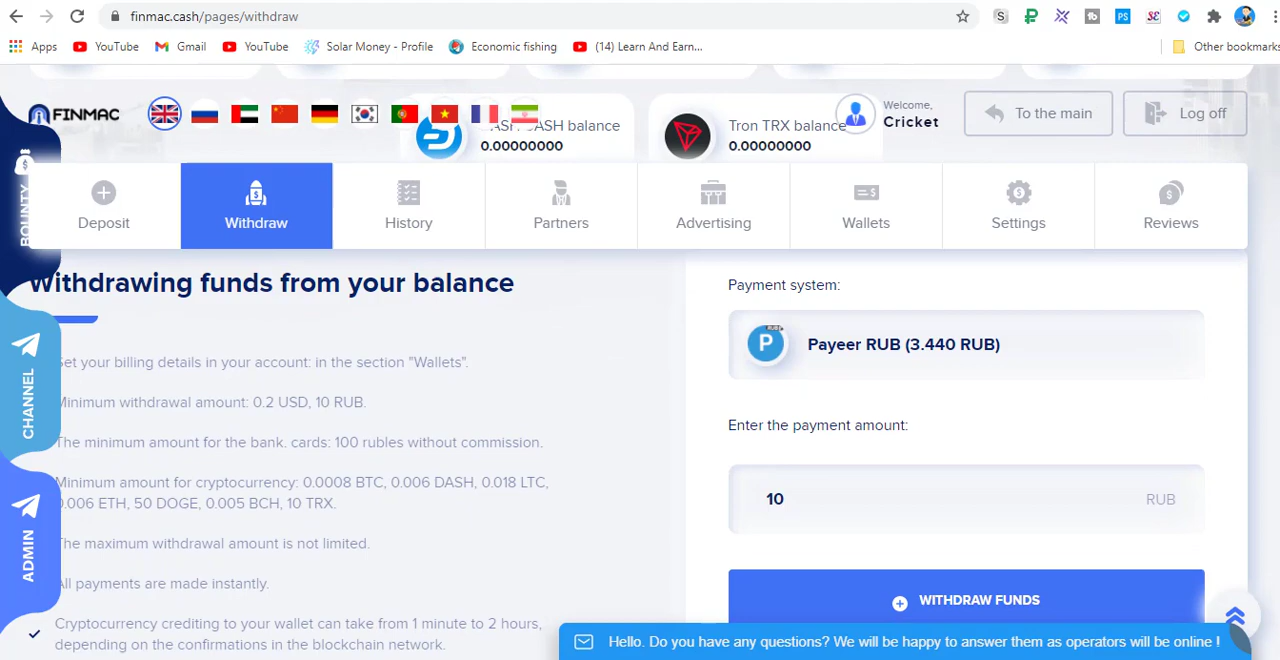 finmac.cash/pages/withdraw
Apps YouTube Gmail YouTube Solar Money - Profile Economic fishing (14) Learn And Earn... Other bookmarks
FINMAC
CASH balance
0.00000000
Tron TRX balance
0.00000000
Welcome,
Cricket
To the main
Log off
BOUNTY
Deposit
Withdraw
History
Partners
Advertising
Wallets
Settings
Reviews
Withdrawing funds from your balance
Set your billing details in your account: in the section "Wallets".
Minimum withdrawal amount: 0.2 USD, 10 RUB.
The minimum amount for the bank. cards: 100 rubles without commission.
Minimum amount for cryptocurrency: 0.0008 BTC, 0.006 DASH, 0.018 LTC,
0.006 ETH, 50 DOGE, 0.005 BCH, 10 TRX.
The maximum withdrawal amount is not limited.
All payments are made instantly.
Cryptocurrency crediting to your wallet can take from 1 minute to 2 hours,
depending on the confirmations in the blockchain network.
CHANNEL
ADMIN
Payment system:
Payeer RUB (3.440 RUB)
Enter the payment amount:
10 RUB
WITHDRAW FUNDS
Hello. Do you have any questions? We will be happy to answer them as operators will be online !